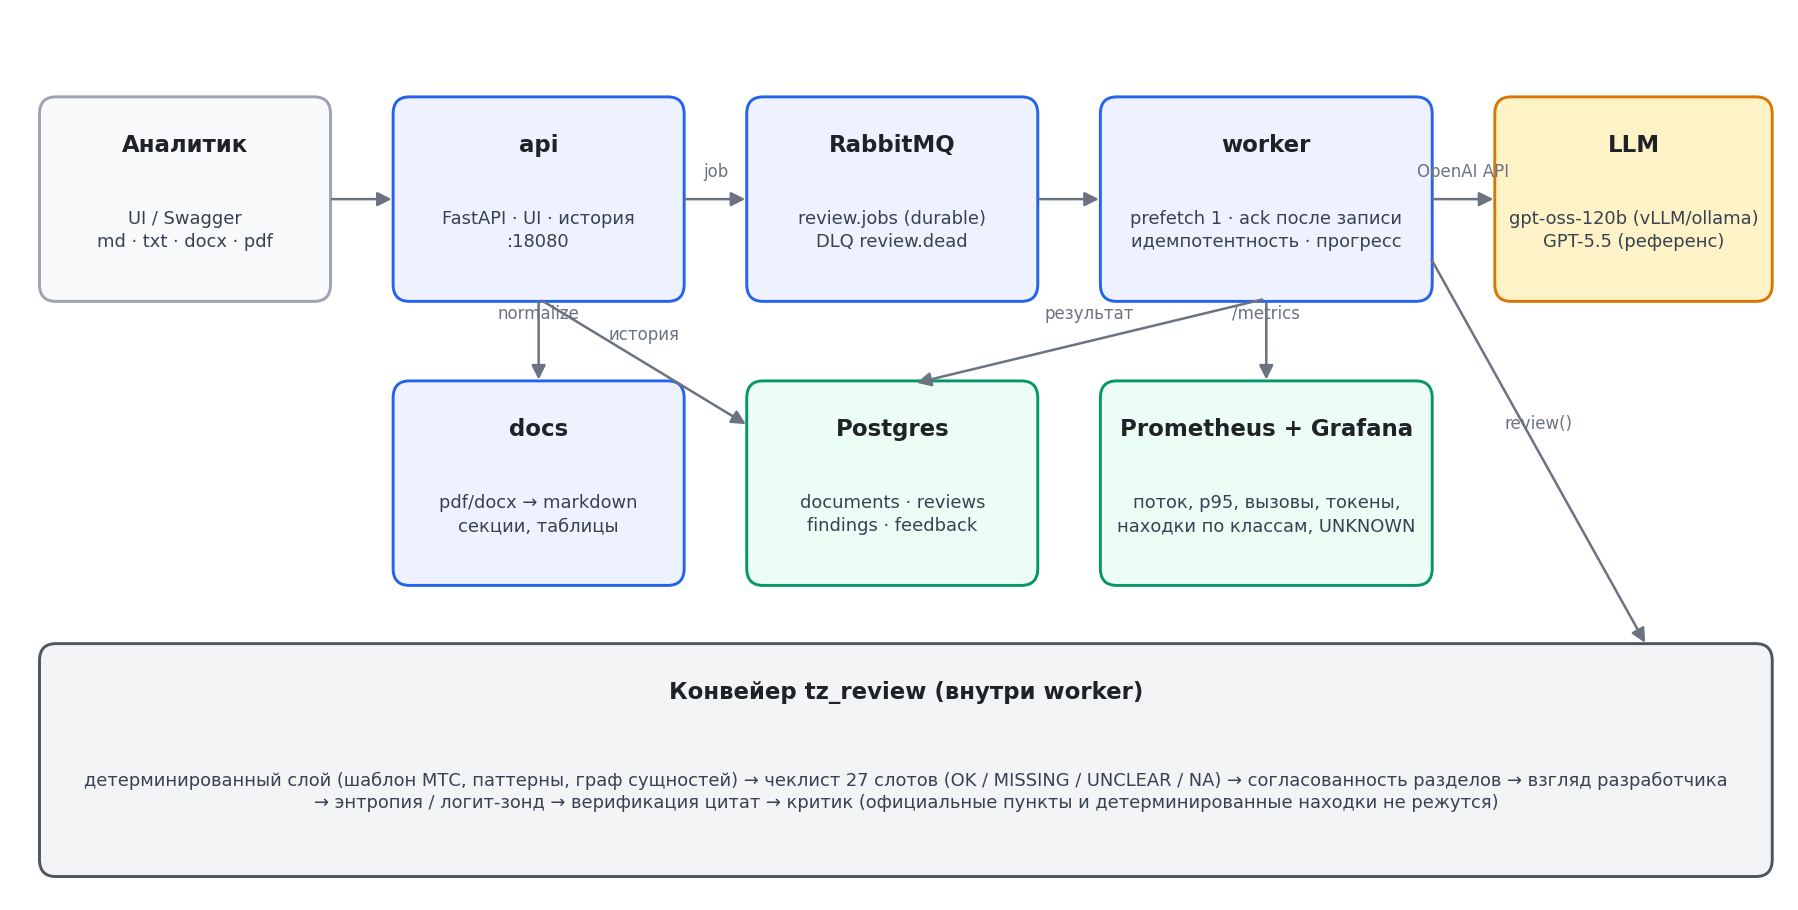 Аналитик
UI / Swagger
md · txt · docx · pdf
api
FastAPI · UI · история
:18080
job
RabbitMQ
review.jobs (durable)
DLQ review.dead
worker
prefetch 1 · ack после записи
идемпотентность · прогресс
OpenAI API
LLM
gpt-oss-120b (vLLM/ollama)
GPT-5.5 (референс)
normalize
история
результат
/metrics
docs
pdf/docx → markdown
секции, таблицы
Postgres
documents · reviews
findings · feedback
Prometheus + Grafana
поток, p95, вызовы, токены,
находки по классам, UNKNOWN
review()
Конвейер tz_review (внутри worker)
детерминированный слой (шаблон МТС, паттерны, граф сущностей) → чеклист 27 слотов (OK / MISSING / UNCLEAR / NA) → согласованность разделов → взгляд разработчика
→ энтропия / логит-зонд → верификация цитат → критик (официальные пункты и детерминированные находки не режутся)